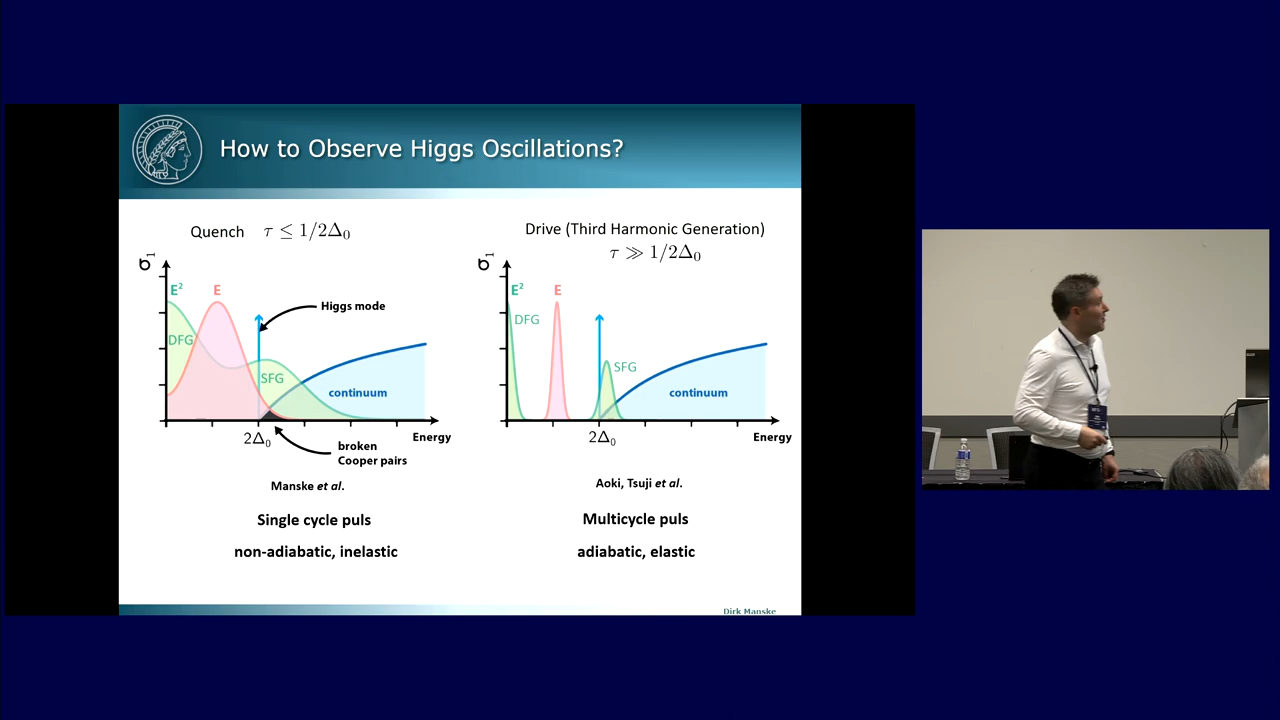 How to Observe Higgs Oscillations?
Quench τ ≤ 1/2Δ₀
σ₁
E²
E
DFG
SFG
Higgs mode
continuum
2Δ₀
Energy
broken
Cooper pairs
Manske et al.
Single cycle puls
non-adiabatic, inelastic
Drive (Third Harmonic Generation)
τ ≫ 1/2Δ₀
σ₁
E²
E
DFG
SFG
continuum
2Δ₀
Energy
Aoki, Tsuji et al.
Multicycle puls
adiabatic, elastic
Dirk Manske